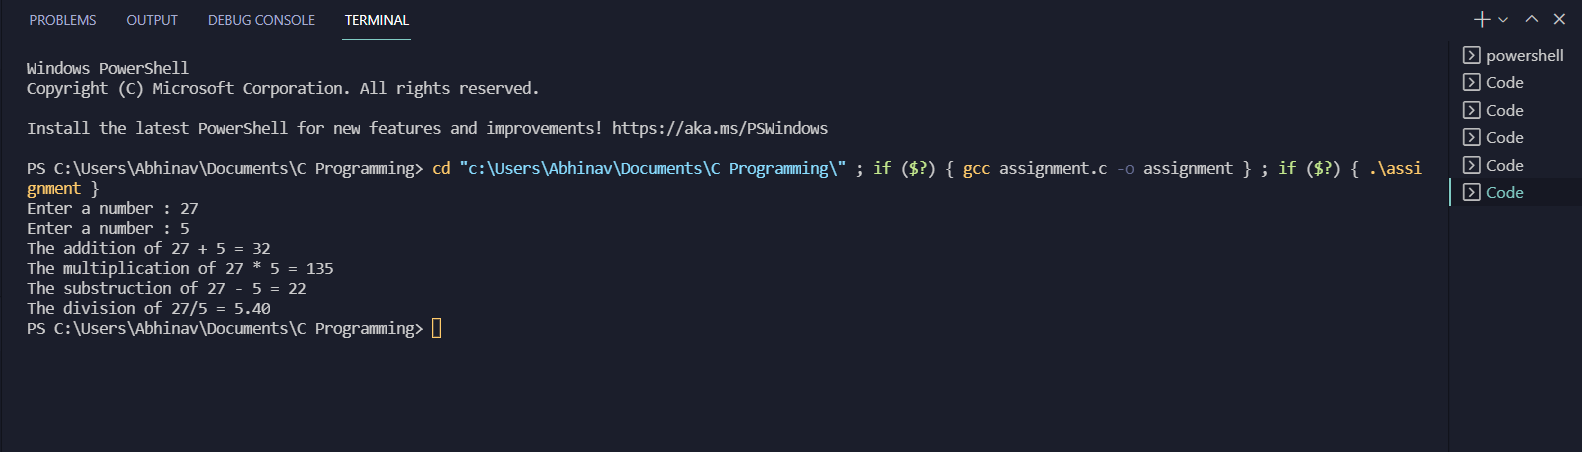 PROBLEMS OUTPUT DEBUG CONSOLE TERMINAL
Windows PowerShell
Copyright (C) Microsoft Corporation. All rights reserved.
Install the latest PowerShell for new features and improvements! https://aka.ms/PSWindows
PS C:\Users\Abhinav\Documents\C Programming> cd "c:\Users\Abhinav\Documents\C Programming\" ; if ($?) { gcc assignment.c -o assignment } ; if ($?) { .\assi
gnment }
Enter a number : 27
Enter a number : 5
The addition of 27 + 5 = 32
The multiplication of 27 * 5 = 135
The substruction of 27 - 5 = 22
The division of 27/5 = 5.40
PS C:\Users\Abhinav\Documents\C Programming>
powershell
Code
Code
Code
Code
Code